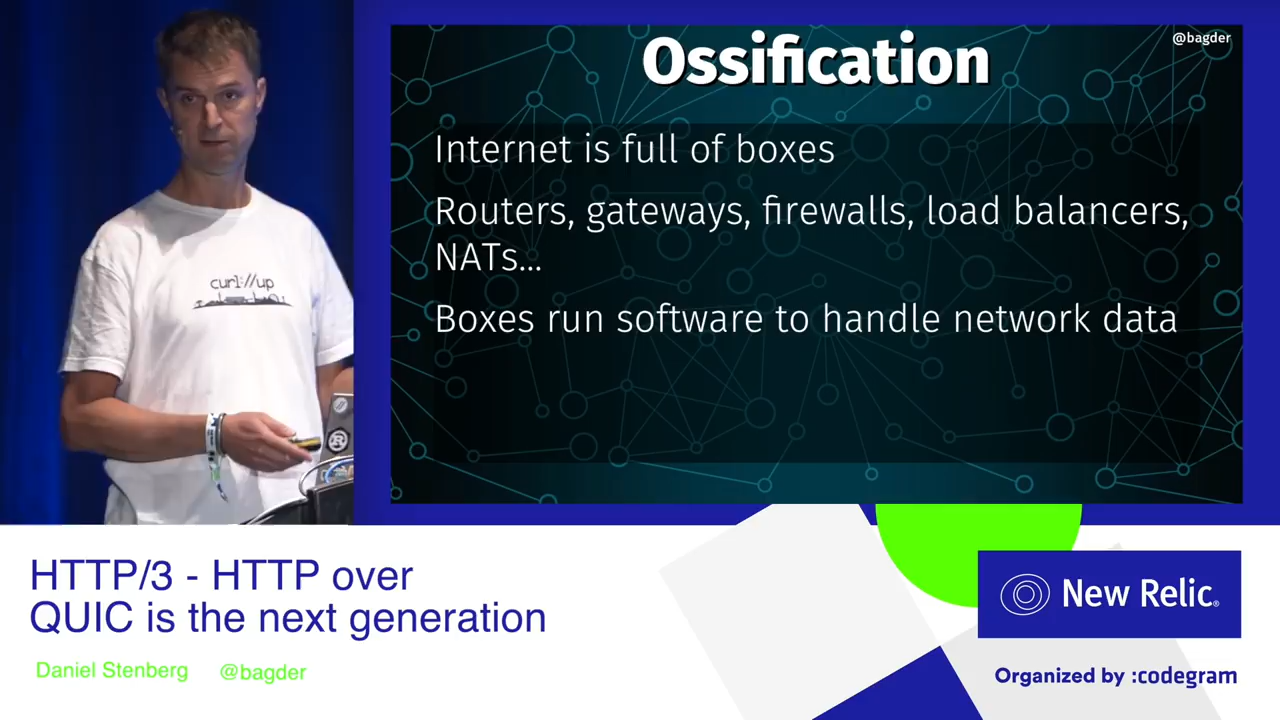 @bagder
Ossification
Internet is full of boxes
Routers, gateways, firewalls, load balancers,
NATs...
Boxes run software to handle network data
curl://up
HTTP/3 - HTTP over
QUIC is the next generation
Daniel Stenberg @bagder
New Relic®
Organized by :codegram